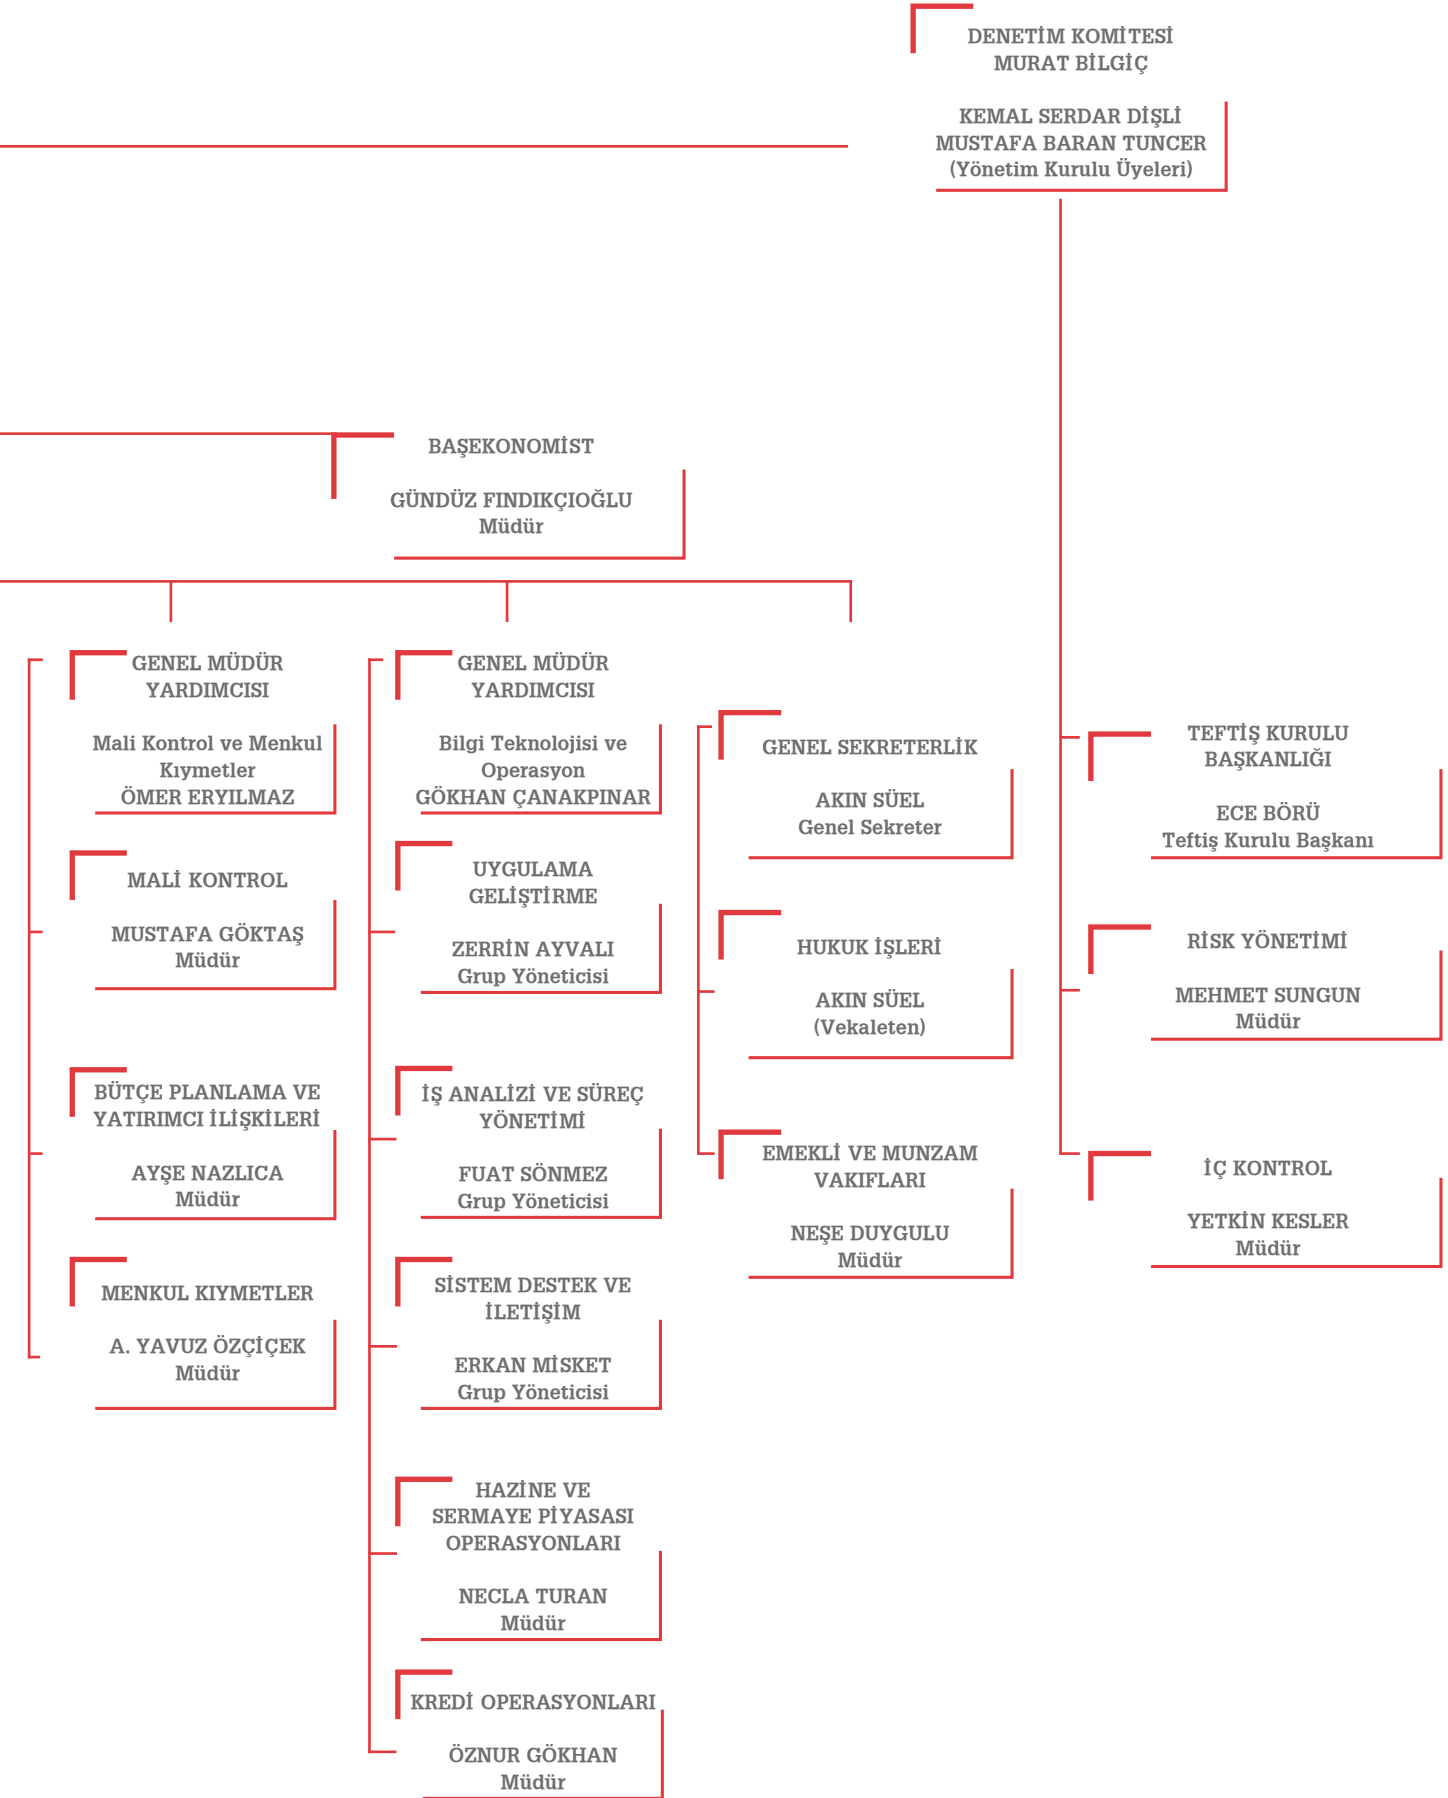 DENETİM KOMİTESİ
MURAT BİLGİÇ
KEMAL SERDAR DİŞLİ
MUSTAFA BARAN TUNCER
(Yönetim Kurulu Üyeleri)
BAŞEKONOMİST
GÜNDÜZ FINDIKÇIOĞLU
Müdür
GENEL MÜDÜR
YARDIMCISI
Mali Kontrol ve Menkul
Kıymetler
ÖMER ERYILMAZ
MALİ KONTROL
MUSTAFA GÖKTAŞ
Müdür
BÜTÇE PLANLAMA VE
YATIRIMCI İLİŞKİLERİ
AYŞE NAZLICA
Müdür
MENKUL KIYMETLER
A. YAVUZ ÖZÇİÇEK
Müdür
GENEL MÜDÜR
YARDIMCISI
Bilgi Teknolojisi ve
Operasyon
GÖKHAN ÇANAKPINAR
UYGULAMA
GELİŞTİRME
ZERRİN AYVALI
Grup Yöneticisi
İŞ ANALİZİ VE SÜREÇ
YÖNETİMİ
FUAT SÖNMEZ
Grup Yöneticisi
SİSTEM DESTEK VE
İLETİŞİM
ERKAN MİSKET
Grup Yöneticisi
HAZİNE VE
SERMAYE PİYASASI
OPERASYONLARI
NECLA TURAN
Müdür
KREDİ OPERASYONLARI
ÖZNUR GÖKHAN
Müdür
GENEL SEKRETERLİK
AKIN SÜEL
Genel Sekreter
HUKUK İŞLERİ
AKIN SÜEL
(Vekaleten)
EMEKLİ VE MUNZAM
VAKIFLARI
NEŞE DUYGULU
Müdür
TEFTİŞ KURULU
BAŞKANLIĞI
ECE BÖRÜ
Teftiş Kurulu Başkanı
RİSK YÖNETİMİ
MEHMET SUNGUN
Müdür
İÇ KONTROL
YETKİN KESLER
Müdür